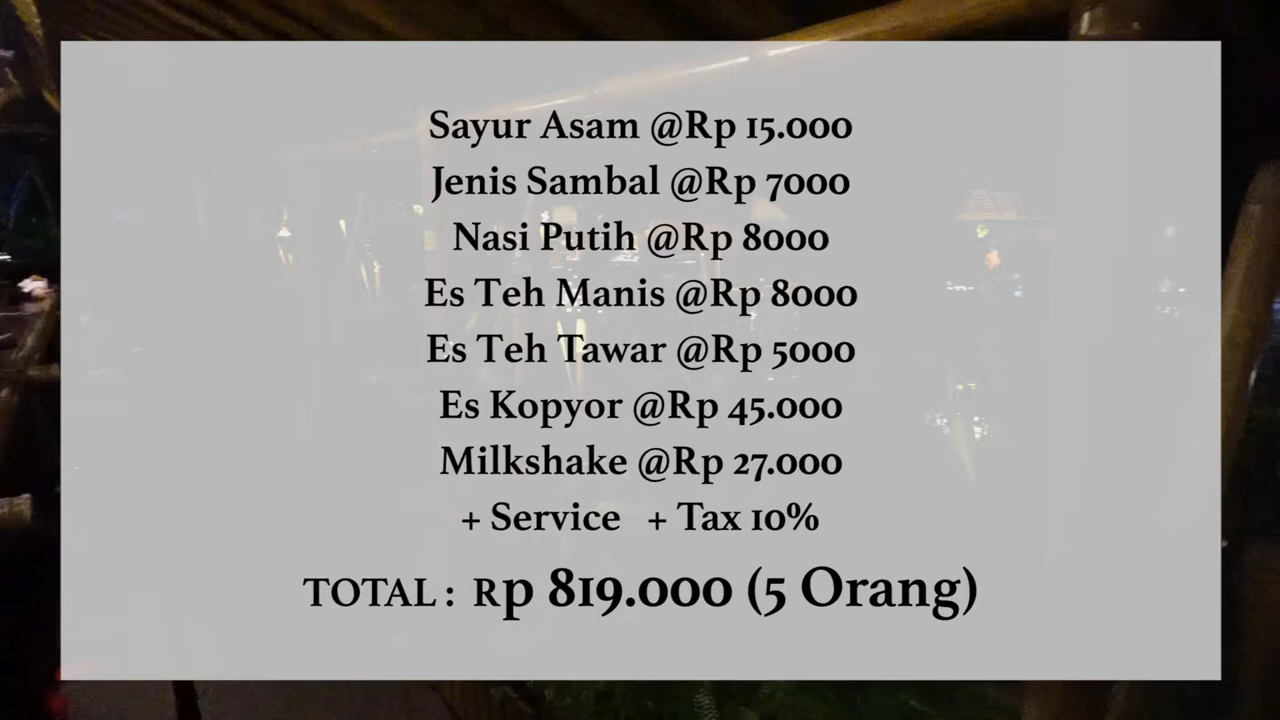 Sayur Asam @Rp 15.000
Jenis Sambal @Rp 7000
Nasi Putih @Rp 8000
Es Teh Manis @Rp 8000
Es Teh Tawar @Rp 5000
Es Kopyor @Rp 45.000
Milkshake @Rp 27.000
+ Service + Tax 10%
TOTAL : Rp 819.000 (5 Orang)